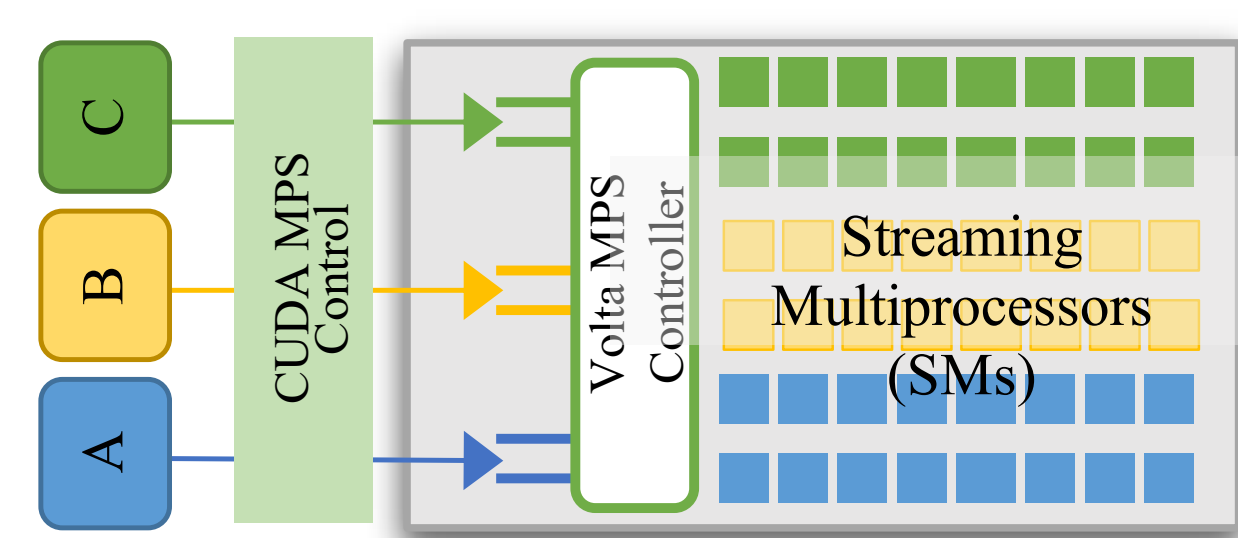 C
B
A
CUDA MPS
Control
Volta MPS
Controller
Streaming
Multiprocessors
(SMs)